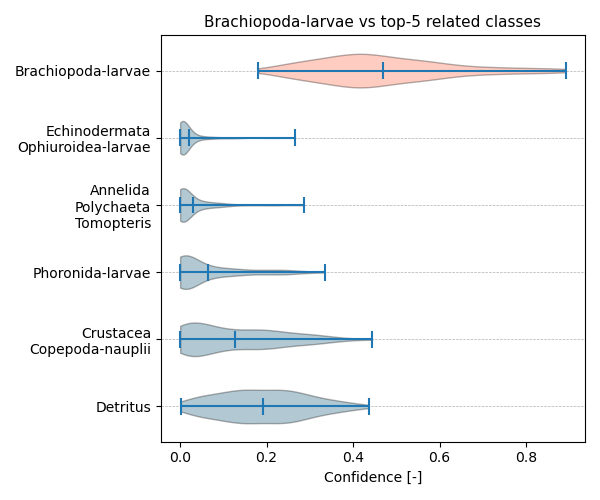 Brachiopoda-larvae vs top-5 related classes
Brachiopoda-larvae
Echinodermata
Ophiuroidea-larvae
Annelida
Polychaeta
Tomopteris
Phoronida-larvae
Crustacea
Copepoda-nauplii
Detritus
0.0 0.2 0.4 0.6 0.8
Confidence [-]